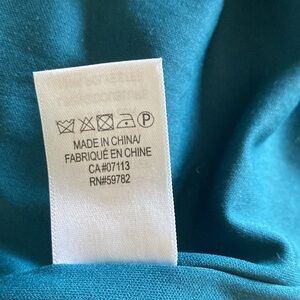 MADE IN CHINA/
FABRIQUÉ EN CHINE
CA#07113
RN#59782